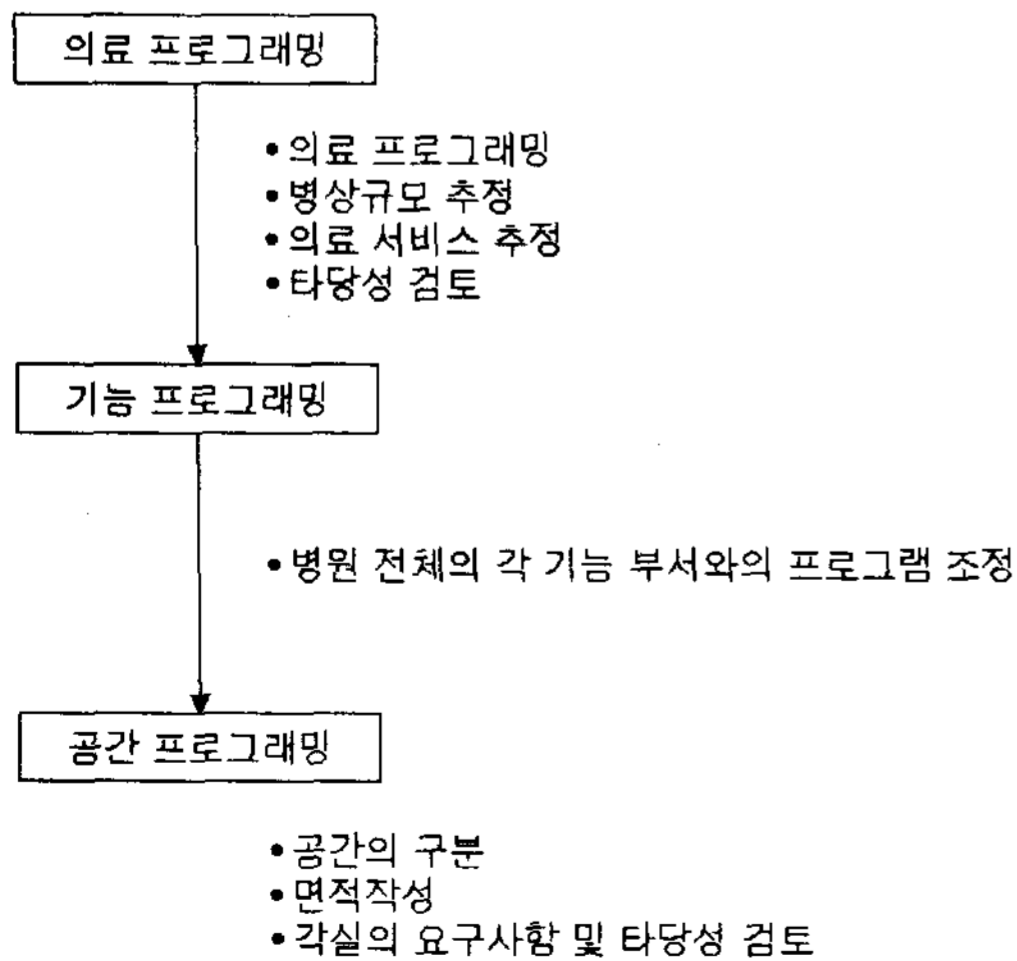 의료 프로그래밍
• 의료 프로그래밍
• 병상규모 추정
• 의료 서비스 추정
• 타당성 검토
기능 프로그래밍
• 병원 전체의 각 기능 부서와의 프로그램 조정
공간 프로그래밍
• 공간의 구분
• 면적작성
• 각실의 요구사함 및 타당성 검토